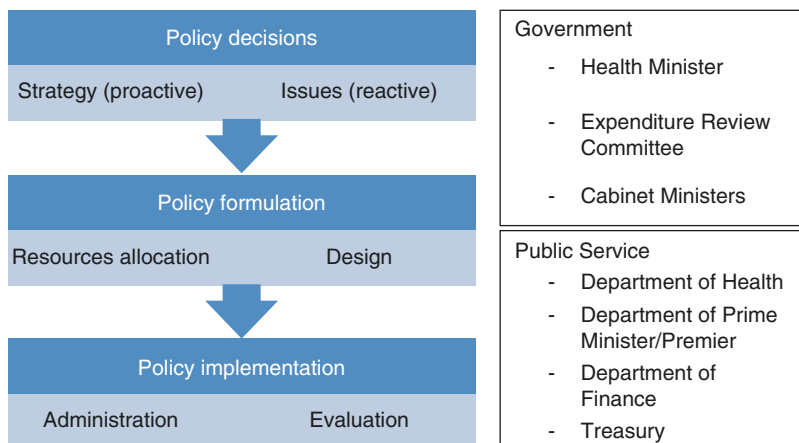 Policy decisions
Strategy (proactive) Issues (reactive)
Policy formulation
Resources allocation Design
Policy implementation
Administration Evaluation
Government
- Health Minister
- Expenditure Review
Committee
- Cabinet Ministers
Public Service
- Department of Health
- Department of Prime
Minister/Premier
- Department of
Finance
- Treasury